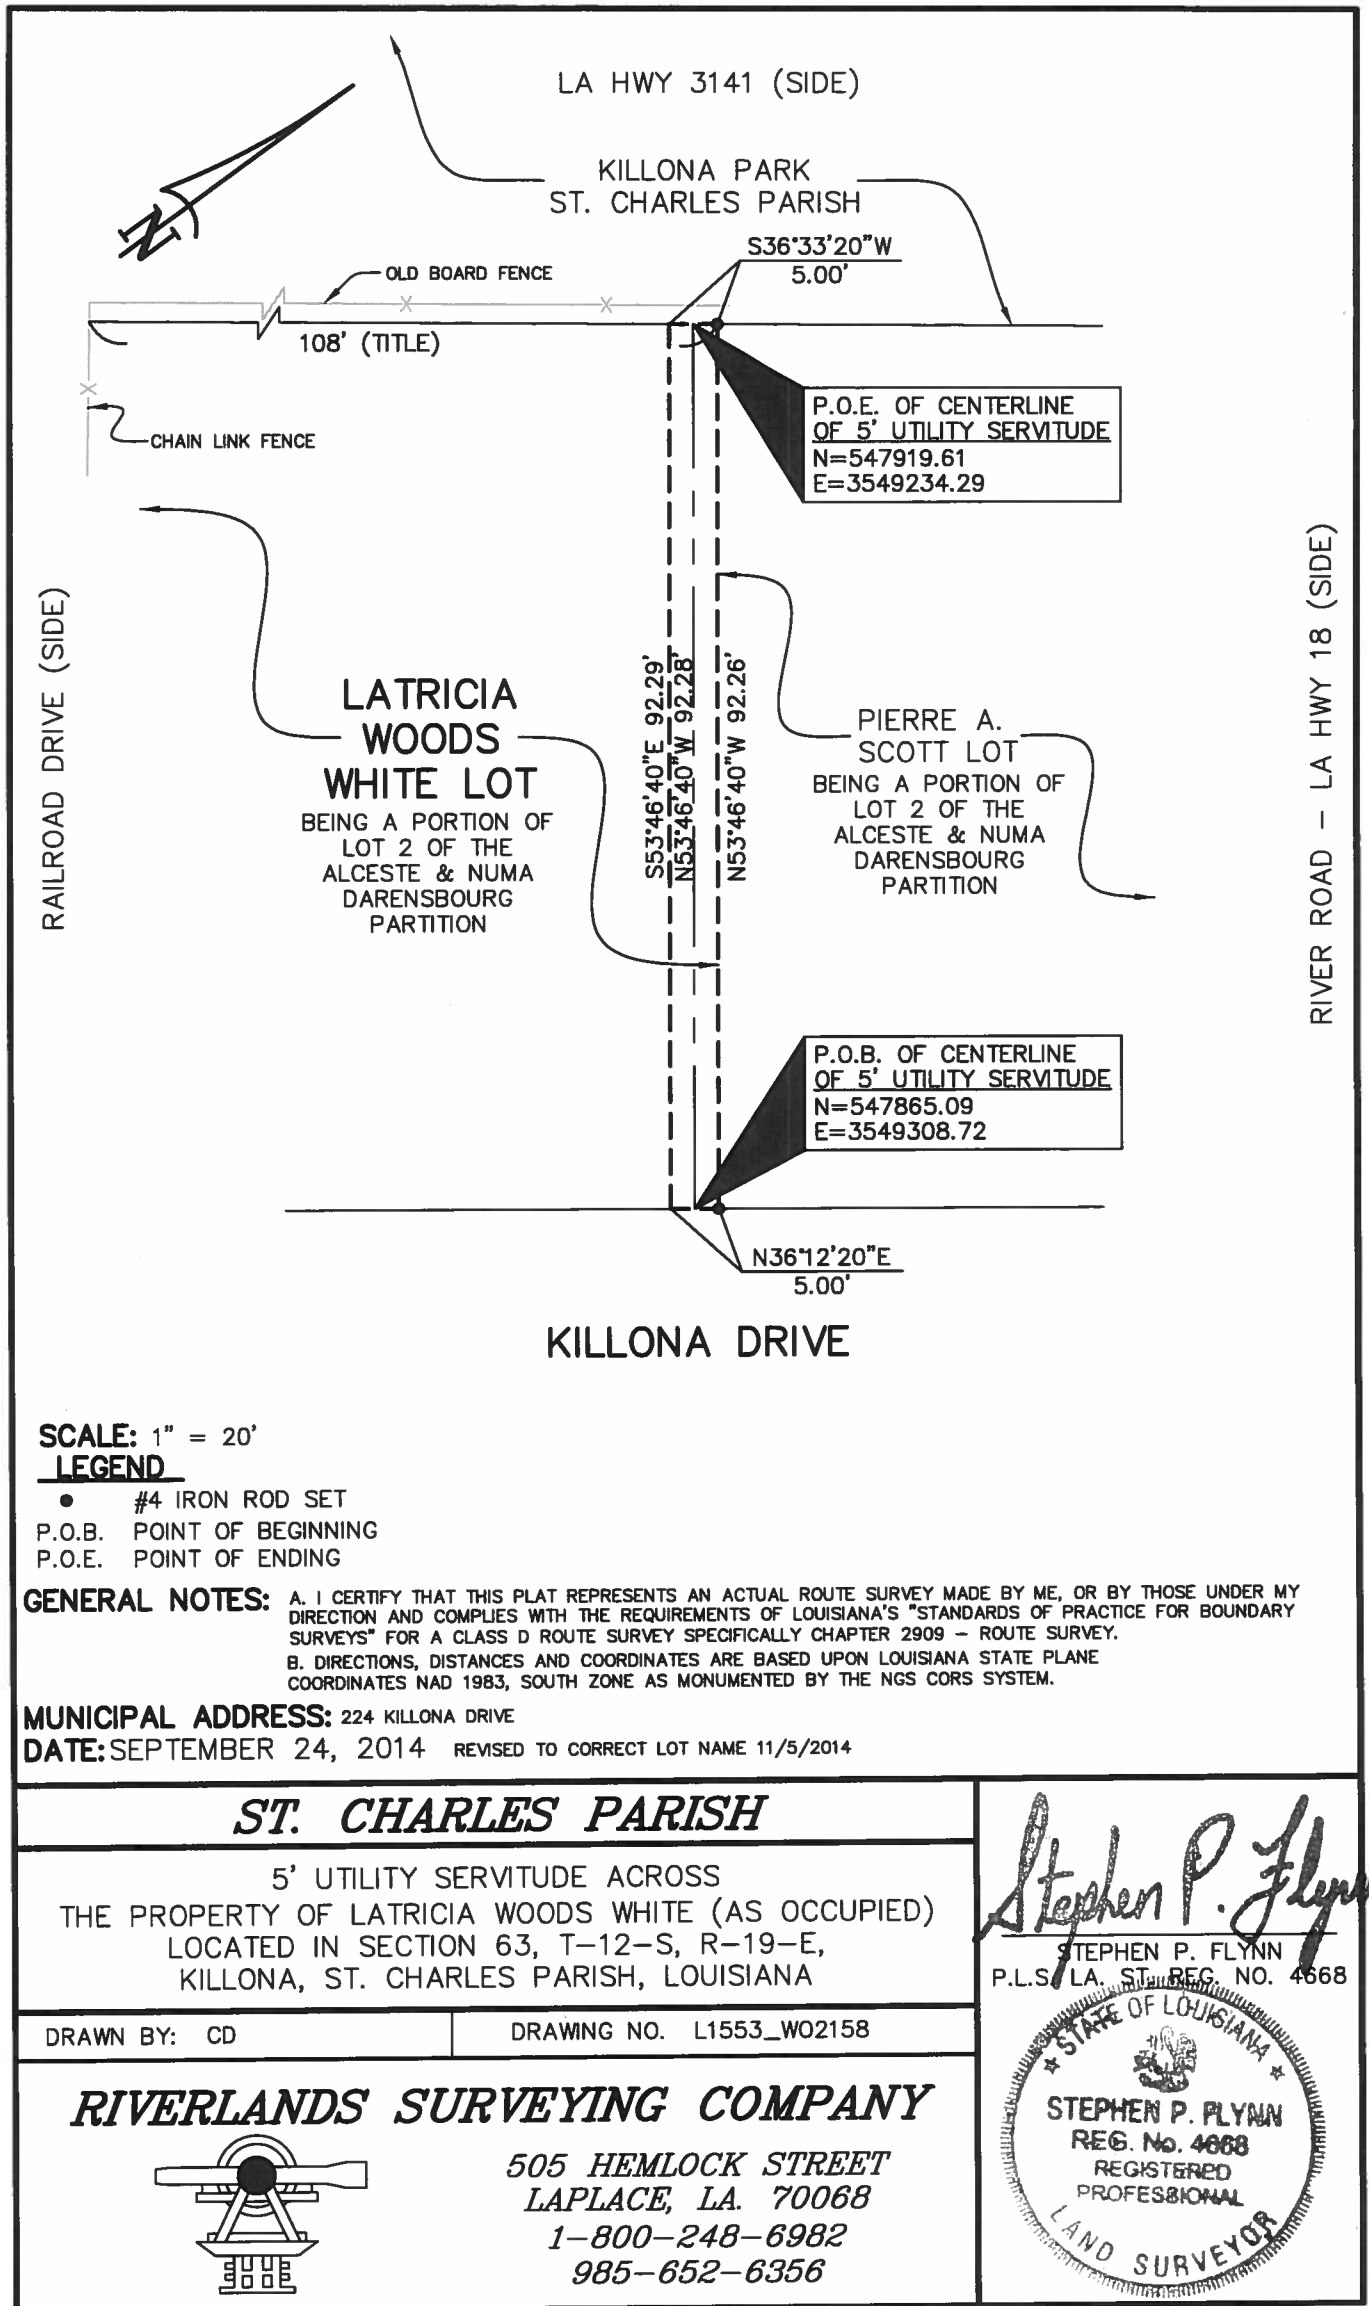 LA HWY 3141 (SIDE)
KILLONA PARK
ST. CHARLES PARISH
N
S36°33'20"W
5.00'
OLD BOARD FENCE
108' (TITLE)
CHAIN LINK FENCE
P.O.E. OF CENTERLINE
OF 5' UTILITY SERVITUDE
N=547919.61
E=3549234.29
RAILROAD DRIVE (SIDE)
RIVER ROAD – LA HWY 18 (SIDE)
LATRICIA
WOODS
WHITE LOT
BEING A PORTION OF
LOT 2 OF THE
ALCESTE & NUMA
DARENSBOURG
PARTITION
S53°46'40"E 92.29'
N53°46'40"W 92.28'
N53°46'40"W 92.26'
PIERRE A.
SCOTT LOT
BEING A PORTION OF
LOT 2 OF THE
ALCESTE & NUMA
DARENSBOURG
PARTITION
P.O.B. OF CENTERLINE
OF 5' UTILITY SERVITUDE
N=547865.09
E=3549308.72
N36°12'20"E
5.00'
KILLONA DRIVE
SCALE: 1" = 20'
LEGEND
● #4 IRON ROD SET
P.O.B. POINT OF BEGINNING
P.O.E. POINT OF ENDING
GENERAL NOTES: A. I CERTIFY THAT THIS PLAT REPRESENTS AN ACTUAL ROUTE SURVEY MADE BY ME, OR BY THOSE UNDER MY
DIRECTION AND COMPLIES WITH THE REQUIREMENTS OF LOUISIANA'S "STANDARDS OF PRACTICE FOR BOUNDARY
SURVEYS" FOR A CLASS D ROUTE SURVEY SPECIFICALLY CHAPTER 2909 – ROUTE SURVEY.
B. DIRECTIONS, DISTANCES AND COORDINATES ARE BASED UPON LOUISIANA STATE PLANE
COORDINATES NAD 1983, SOUTH ZONE AS MONUMENTED BY THE NGS CORS SYSTEM.
MUNICIPAL ADDRESS: 224 KILLONA DRIVE
DATE: SEPTEMBER 24, 2014 REVISED TO CORRECT LOT NAME 11/5/2014
ST. CHARLES PARISH
5' UTILITY SERVITUDE ACROSS
THE PROPERTY OF LATRICIA WOODS WHITE (AS OCCUPIED)
LOCATED IN SECTION 63, T–12–S, R–19–E,
KILLONA, ST. CHARLES PARISH, LOUISIANA
DRAWN BY: CD
DRAWING NO. L1553_WO2158
RIVERLANDS SURVEYING COMPANY
505 HEMLOCK STREET
LAPLACE, LA. 70068
1–800–248–6982
985–652–6356
Stephen P. Flynn
STEPHEN P. FLYNN
P.L.S. LA. ST. REG. NO. 4668
STATE OF LOUISIANA
STEPHEN P. FLYNN
REG. No. 4668
REGISTERED
PROFESSIONAL
LAND SURVEYOR